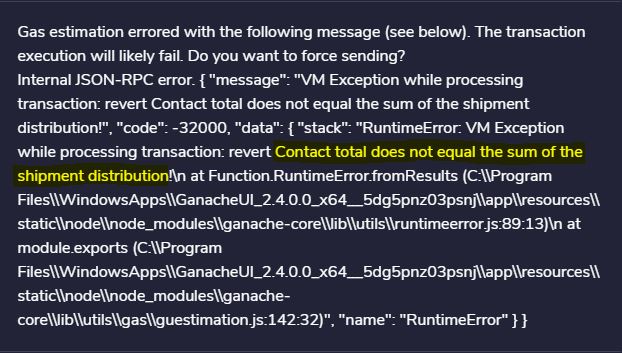 Gas estimation errored with the following message (see below). The transaction
execution will likely fail. Do you want to force sending?
Internal JSON-RPC error. { "message": "VM Exception while processing
transaction: revert Contact total does not equal the sum of the shipment
distribution!", "code": -32000, "data": { "stack": "RuntimeError: VM Exception
while processing transaction: revert Contact total does not equal the sum of the
shipment distribution!\n at Function.RuntimeError.fromResults (C:\\Program
Files\\WindowsApps\\GanacheUI_2.4.0.0_x64__5dg5pnz03psnj\\app\\resources\\
static\\node\\node_modules\\ganache-core\\lib\\utils\\runtimeerror.js:89:13)\n at
module.exports (C:\\Program
Files\\WindowsApps\\GanacheUI_2.4.0.0_x64__5dg5pnz03psnj\\app\\resources\\
static\\node\\node_modules\\ganache-
core\\lib\\utils\\gas\\guestimation.js:142:32)", "name": "RuntimeError" } }